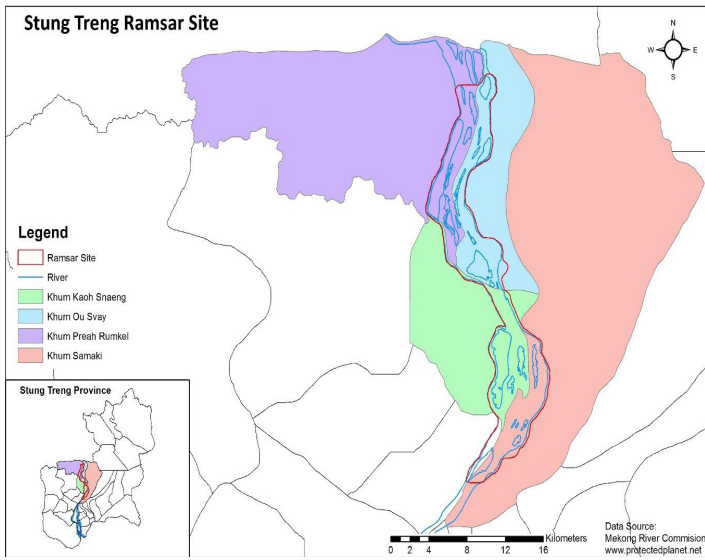 Stung Treng Ramsar Site
N
W
E
S
Legend
Ramsar Site
River
Khum Kaoh Snaeng
Khum Ou Svay
Khum Preah Rumkel
Khum Samaki
Stung Treng Province
Kilometers
0 2 4 8 12 16
Data Source:
Mekong River Commision
www.protectedplanet.net